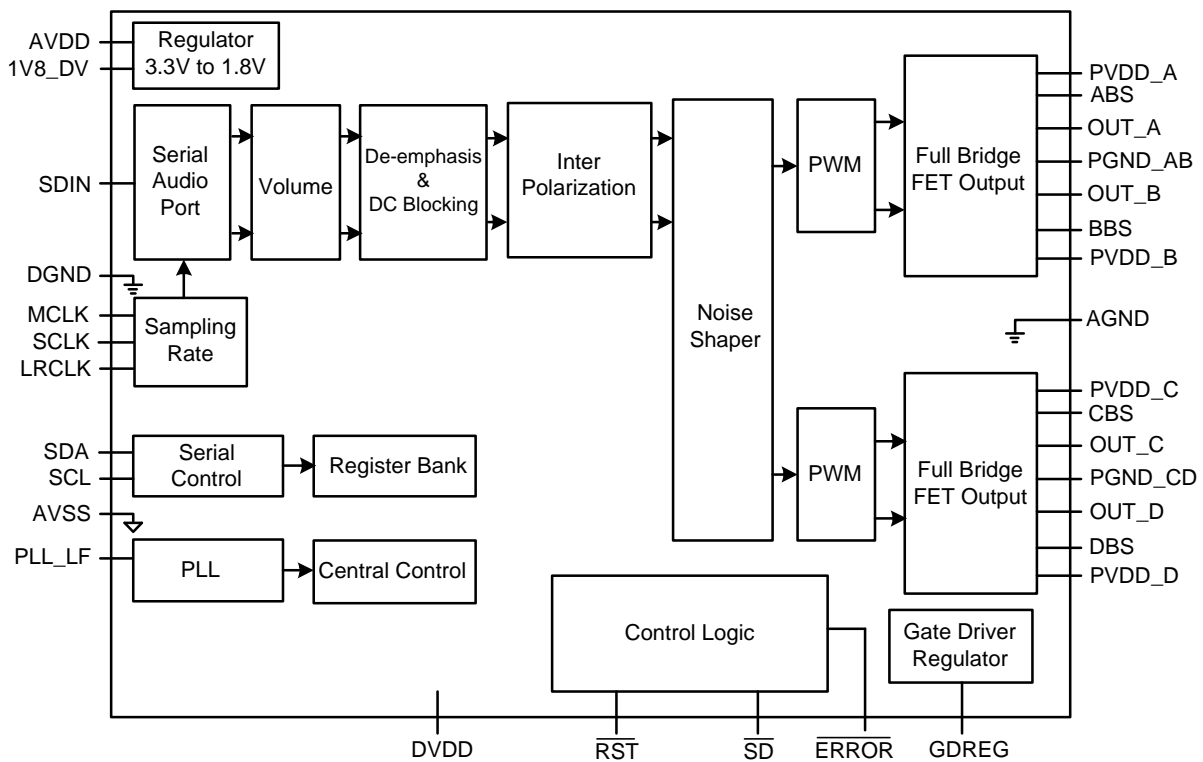 AVDD
1V8_DV
Regulator
3.3V to 1.8V
SDIN
Serial
Audio
Port
Volume
De-emphasis
&
DC Blocking
Inter
Polarization
Noise
Shaper
PWM
Full Bridge
FET Output
PVDD_A
ABS
OUT_A
PGND_AB
OUT_B
BBS
PVDD_B
DGND
MCLK
SCLK
LRCLK
Sampling
Rate
AGND
SDA
SCL
Serial
Control
Register Bank
PWM
Full Bridge
FET Output
PVDD_C
CBS
OUT_C
PGND_CD
OUT_D
DBS
PVDD_D
AVSS
PLL_LF
PLL
Central Control
Control Logic
Gate Driver
Regulator
DVDD
RST
SD
ERROR
GDREG